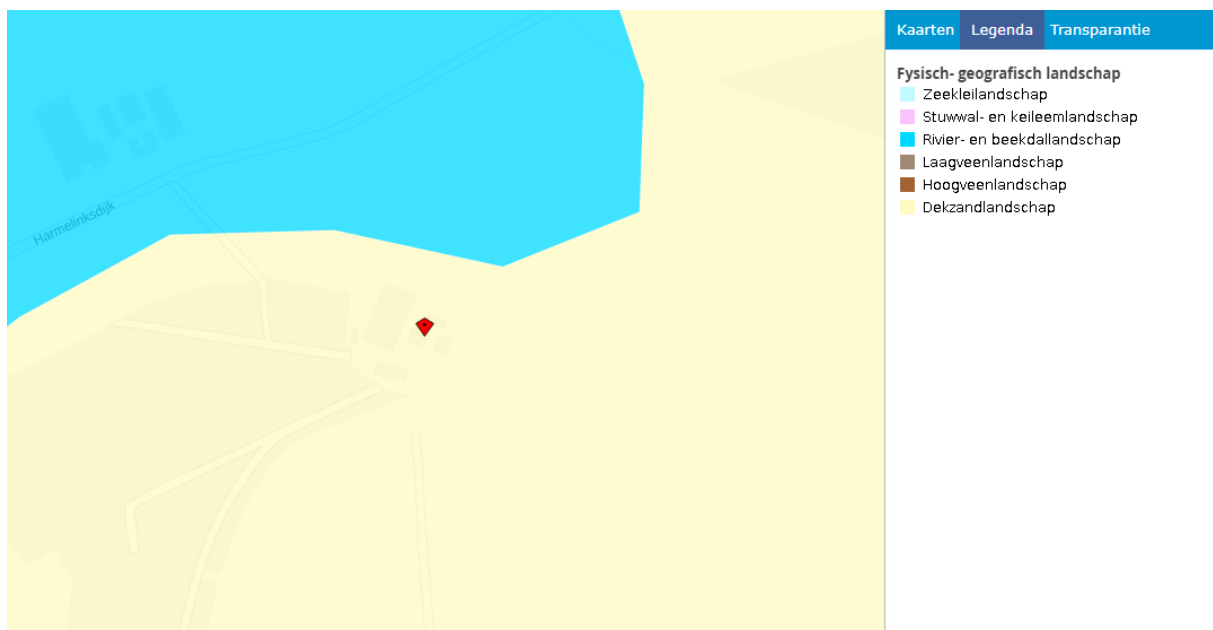 Kaarten Legenda Transparantie
Fysisch- geografisch landschap
Zeekleilandschap
Stuwwal- en keileemlandschap
Rivier- en beekdallandschap
Laagveenlandschap
Hoogveenlandschap
Dekzandlandschap
Harmelinksdijk